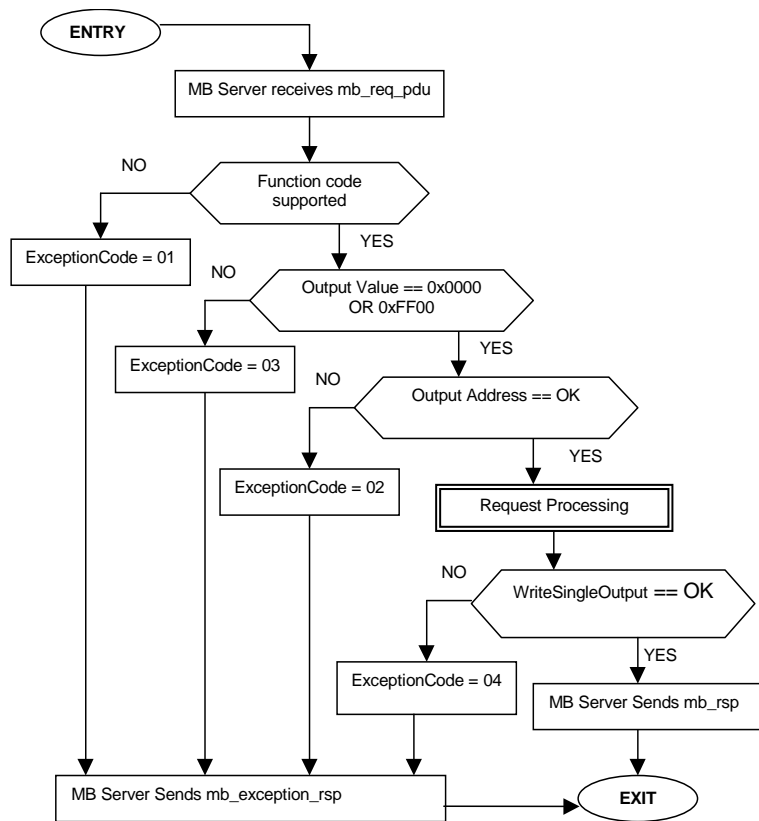 ENTRY
MB Server receives mb_req_pdu
NO
Function code
supported
YES
ExceptionCode = 01
NO
Output Value == 0x0000
OR 0xFF00
YES
ExceptionCode = 03
NO
Output Address == OK
YES
ExceptionCode = 02
Request Processing
NO
WriteSingleOutput == OK
YES
ExceptionCode = 04
MB Server Sends mb_rsp
MB Server Sends mb_exception_rsp
EXIT